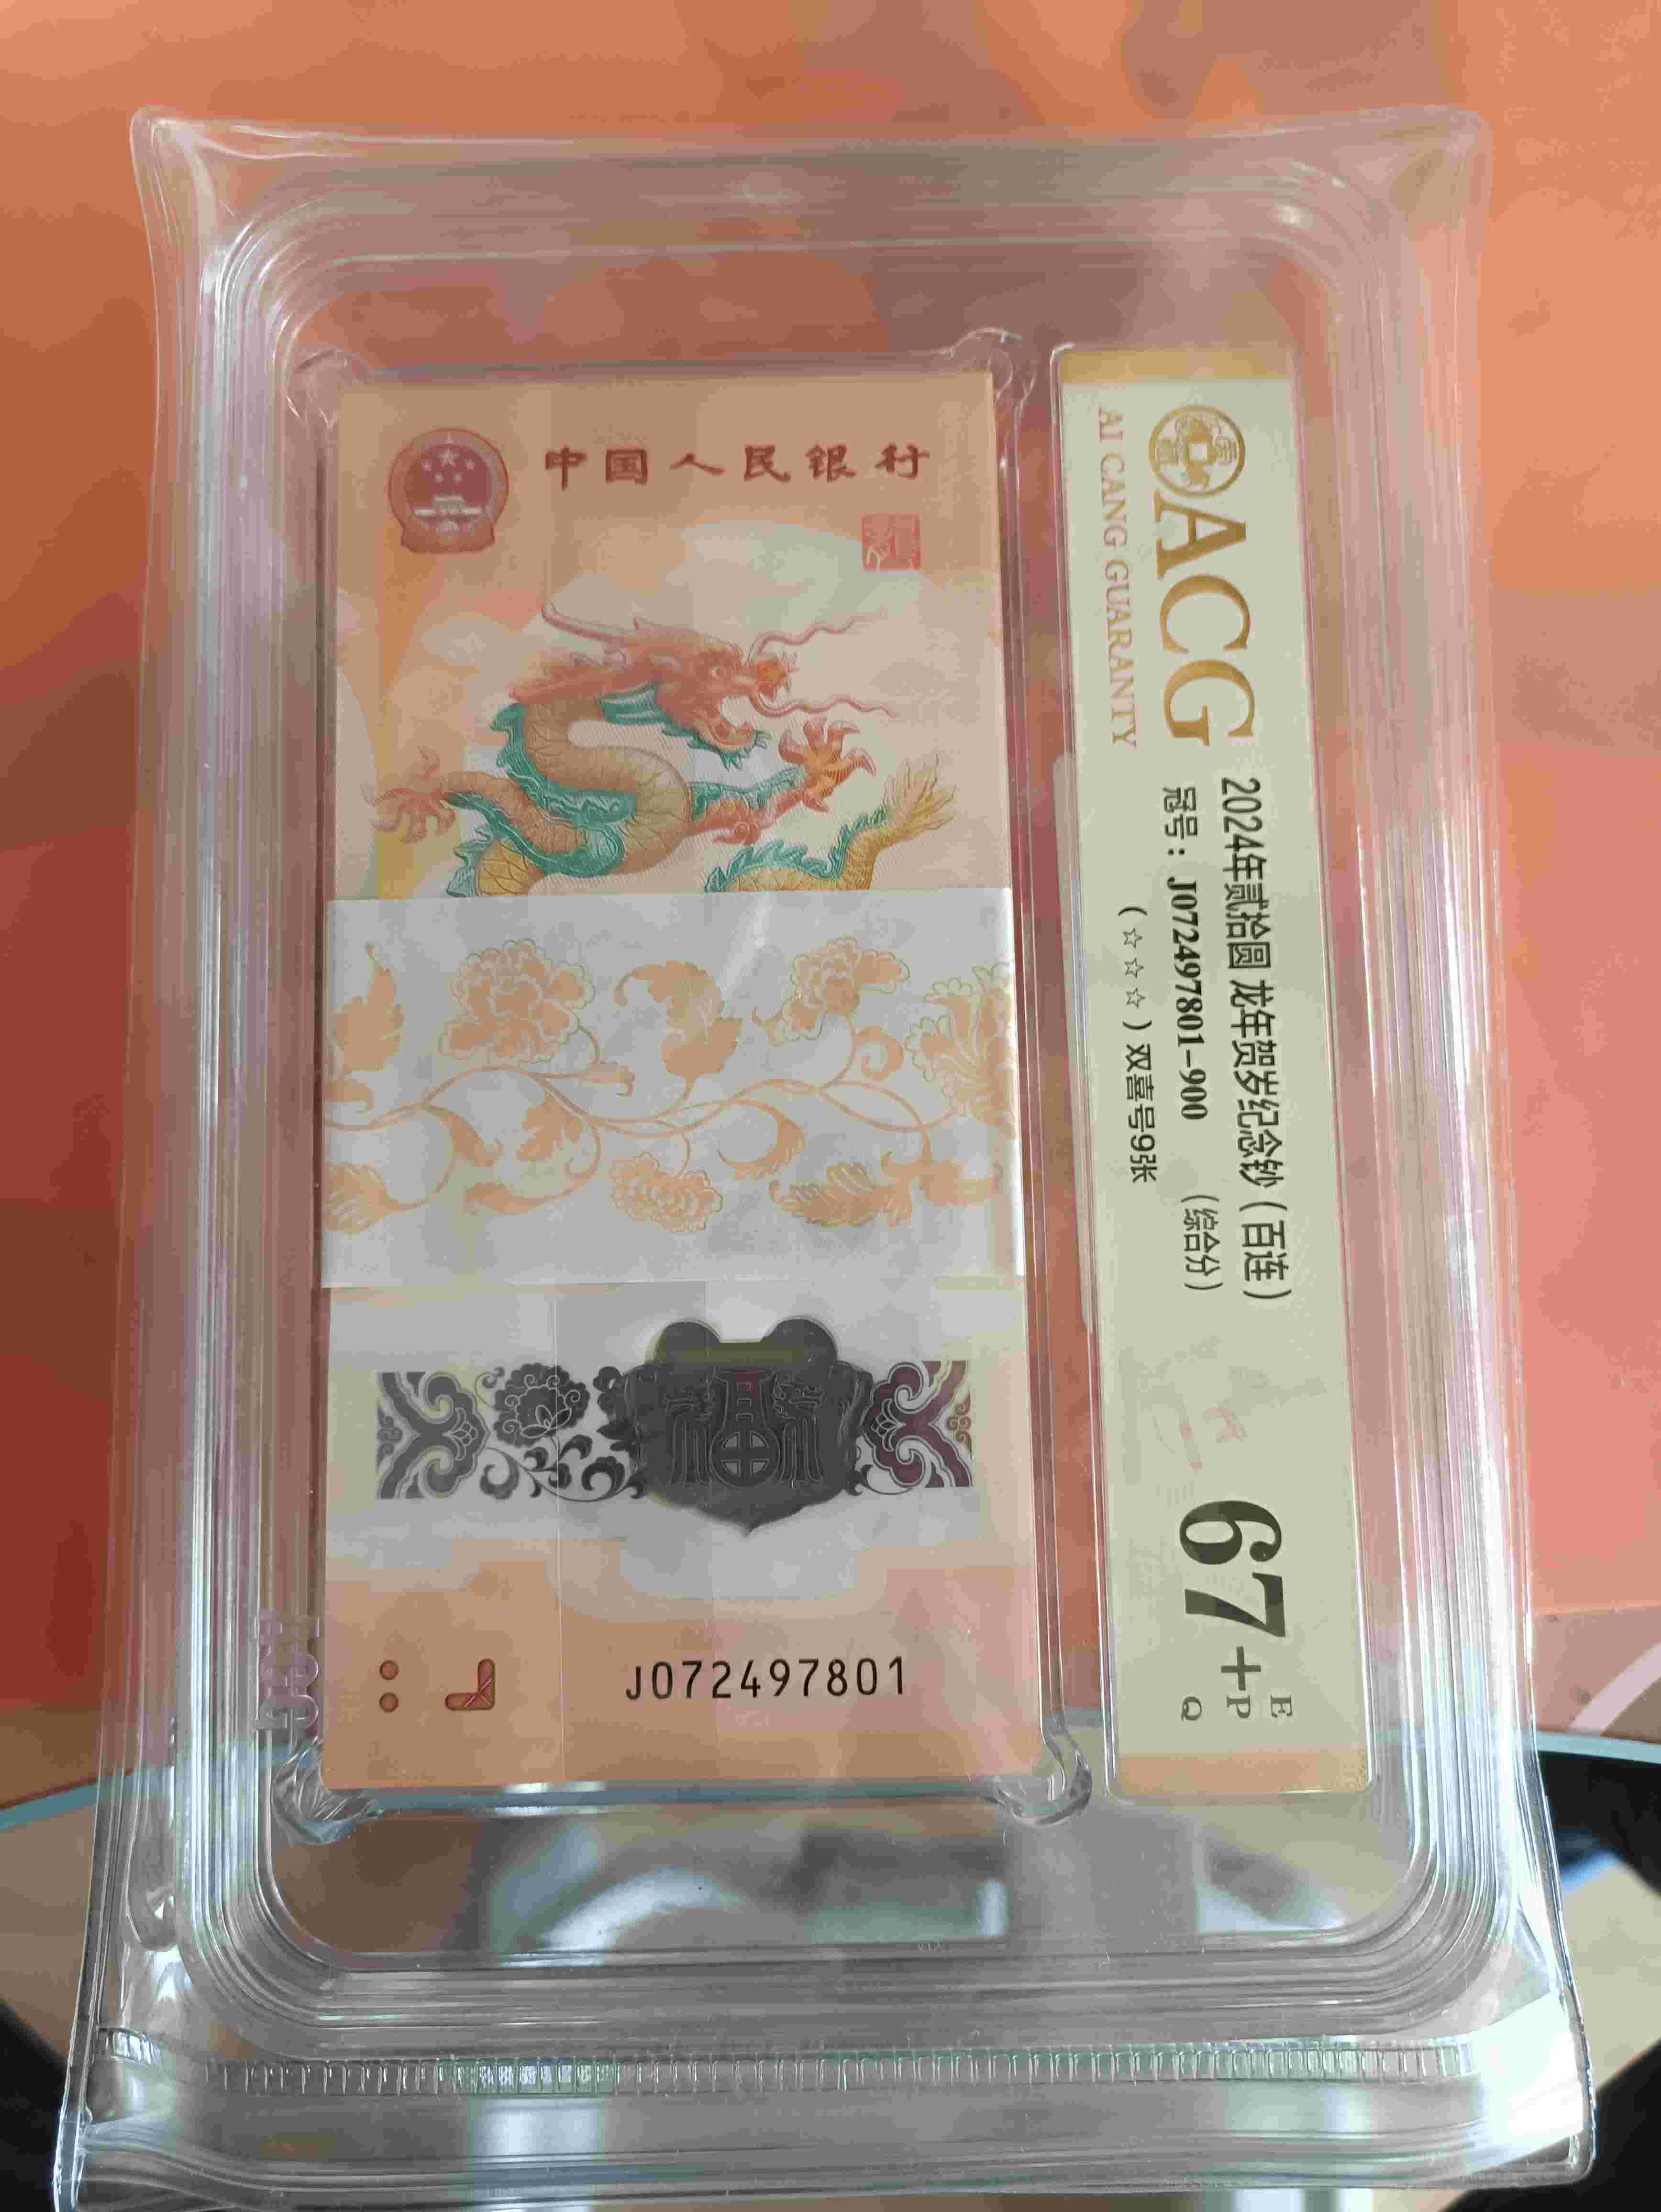 中国人民银行
福
J072497801
ACG
AI CANG GUARANTY
2024年贰拾圆 龙年贺岁纪念钞（百连）
冠号：J072497801-900 （综合分）
（☆☆☆）双喜号9张
67+
E
P
Q